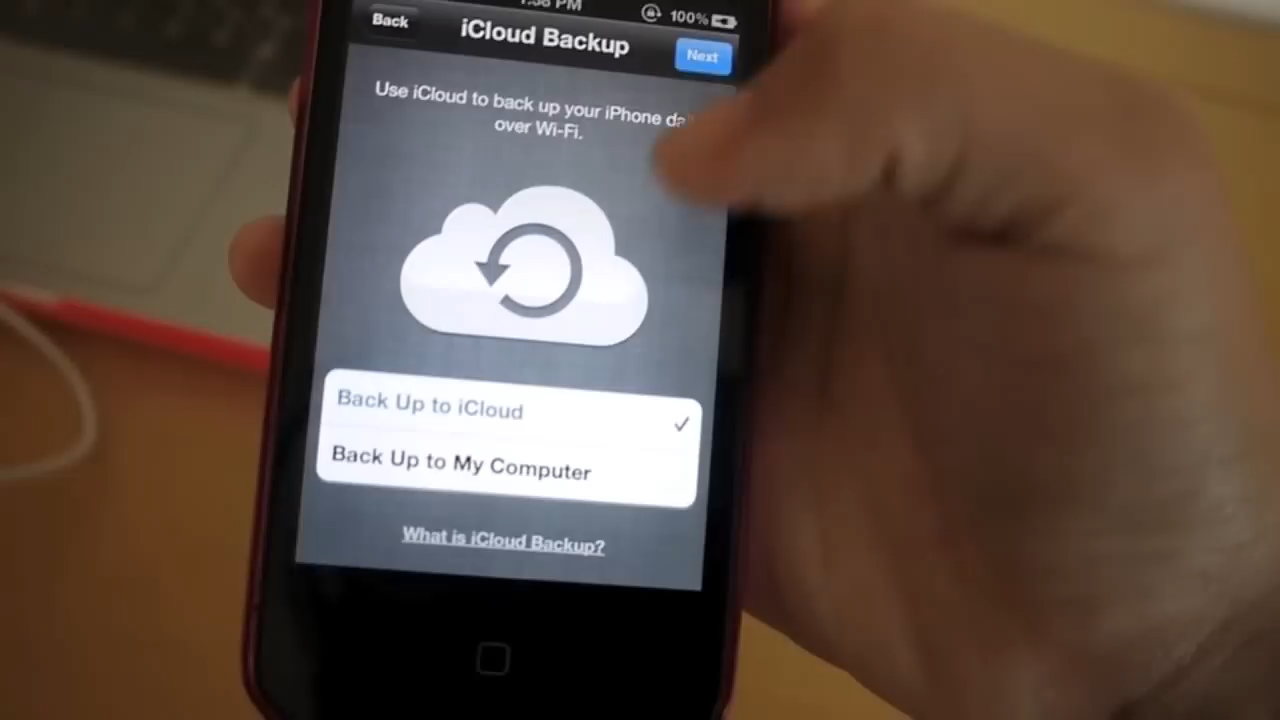 PM
100%
Back
iCloud Backup
Next
Use iCloud to back up your iPhone
over Wi-Fi.
Back Up to iCloud
Back Up to My Computer
What is iCloud Backup?